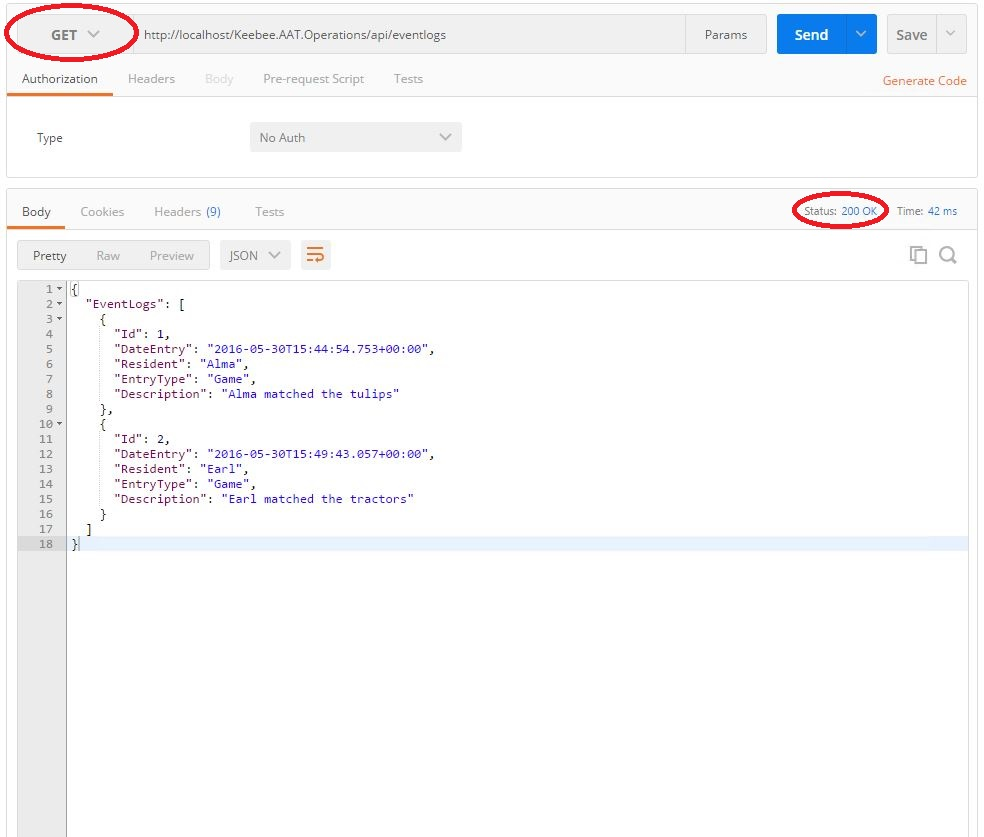 GET http://localhost/Keebee.AAT.Operations/api/eventlogs Params Send Save
Authorization Headers Body Pre-request Script Tests Generate Code
Type No Auth
Body Cookies Headers (9) Tests Status: 200 OK Time: 42 ms
Pretty Raw Preview JSON
1 {
2 "EventLogs": [
3 {
4 "Id": 1,
5 "DateEntry": "2016-05-30T15:44:54.753+00:00",
6 "Resident": "Alma",
7 "EntryType": "Game",
8 "Description": "Alma matched the tulips"
9 },
10 {
11 "Id": 2,
12 "DateEntry": "2016-05-30T15:49:43.057+00:00",
13 "Resident": "Earl",
14 "EntryType": "Game",
15 "Description": "Earl matched the tractors"
16 }
17 ]
18 }